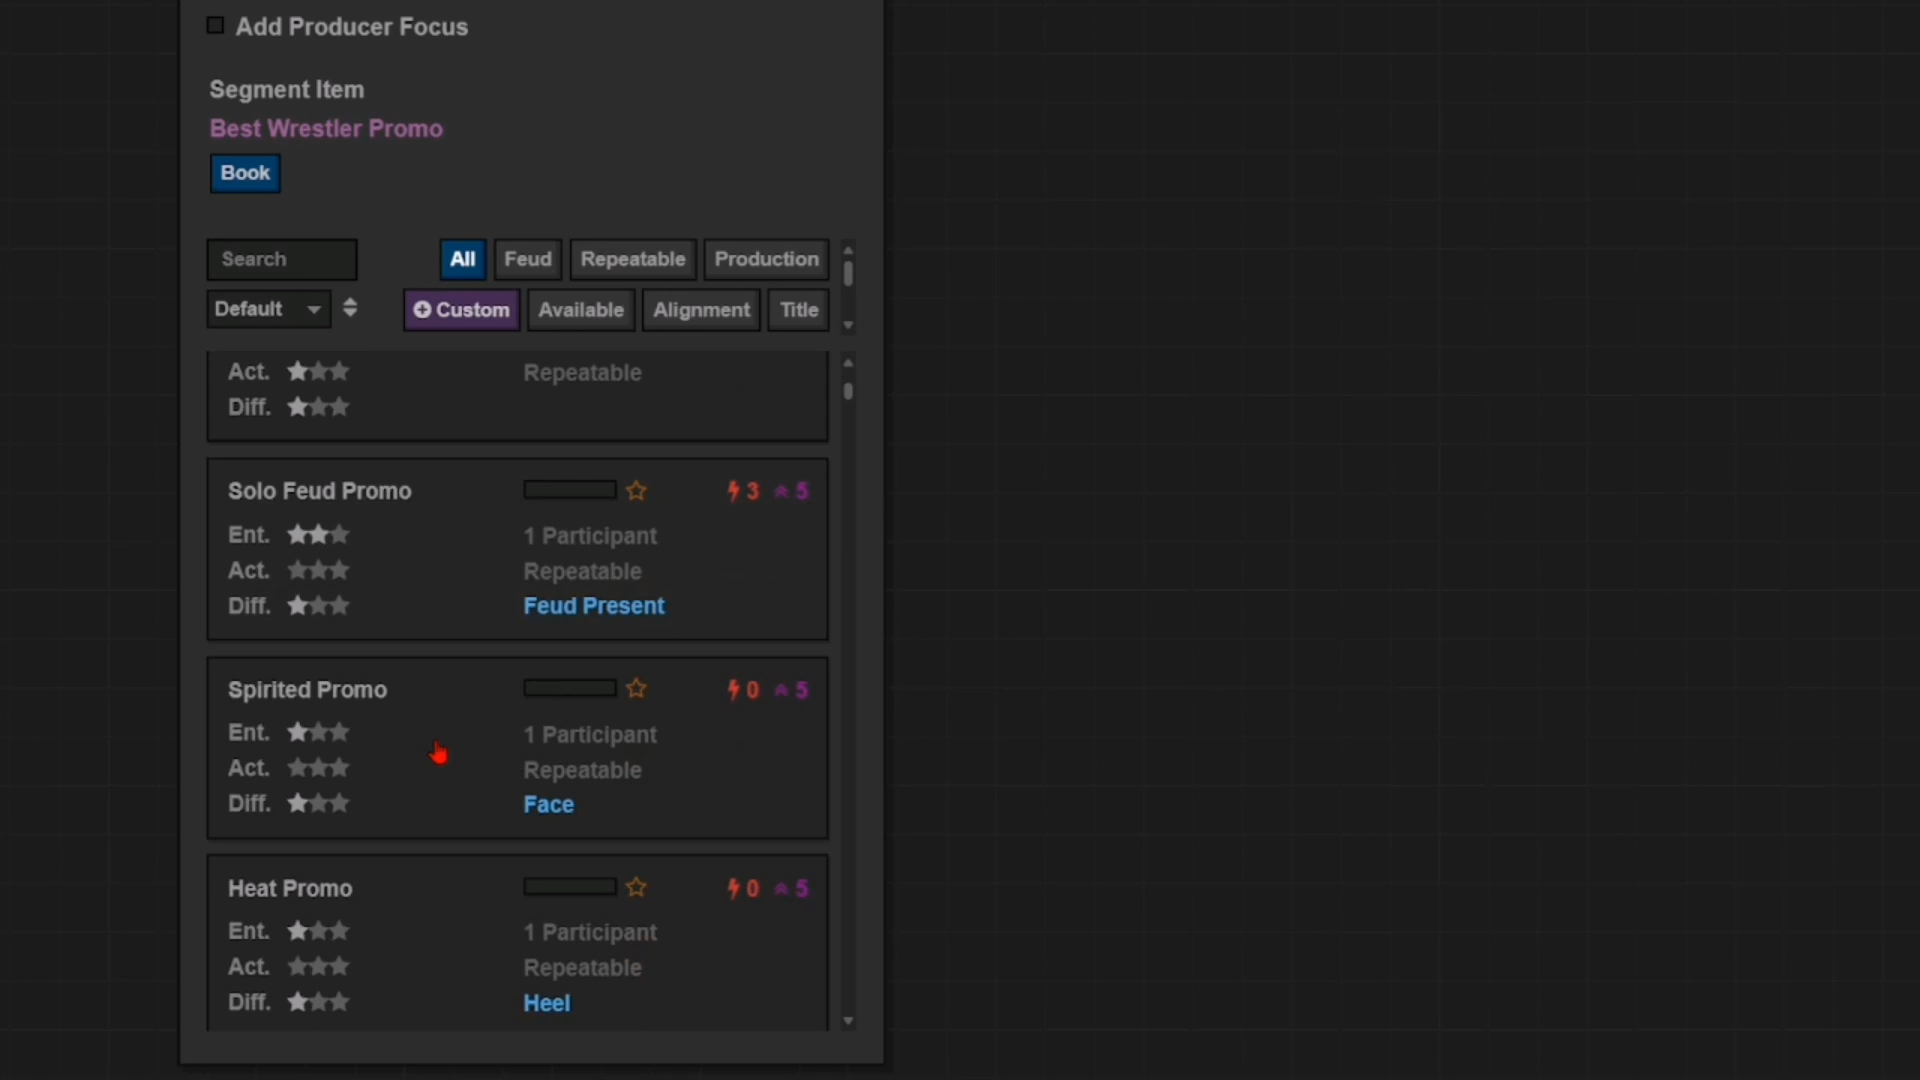 Add Producer Focus
Segment Item
Best Wrestler Promo
Book
Search All Feud Repeatable Production
Default Custom Available Alignment Title
Act. Repeatable
Diff.
Solo Feud Promo 3 5
Ent. 1 Participant
Act. Repeatable
Diff. Feud Present
Spirited Promo 0 5
Ent. 1 Participant
Act. Repeatable
Diff. Face
Heat Promo 0 5
Ent. 1 Participant
Act. Repeatable
Diff. Heel